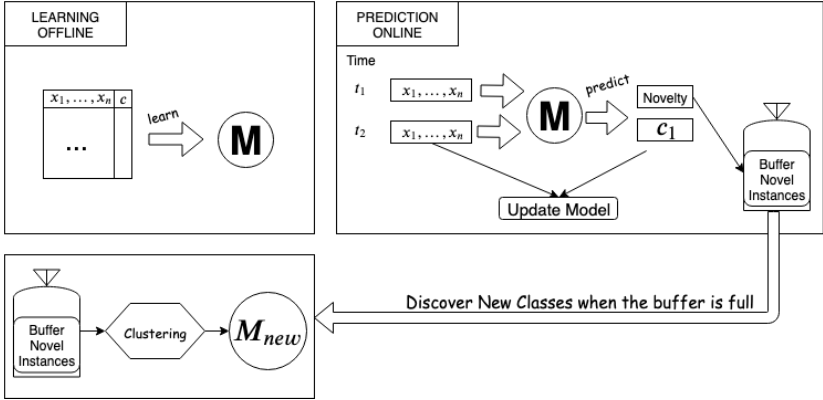 LEARNING
OFFLINE
x₁, ..., xₙ c
...
learn
M
PREDICTION
ONLINE
Time
t₁
x₁, ..., xₙ
t₂
x₁, ..., xₙ
M
predict
Novelty
c₁
Update Model
Buffer
Novel
Instances
Discover New Classes when the buffer is full
Buffer
Novel
Instances
Clustering
Mₙₑw